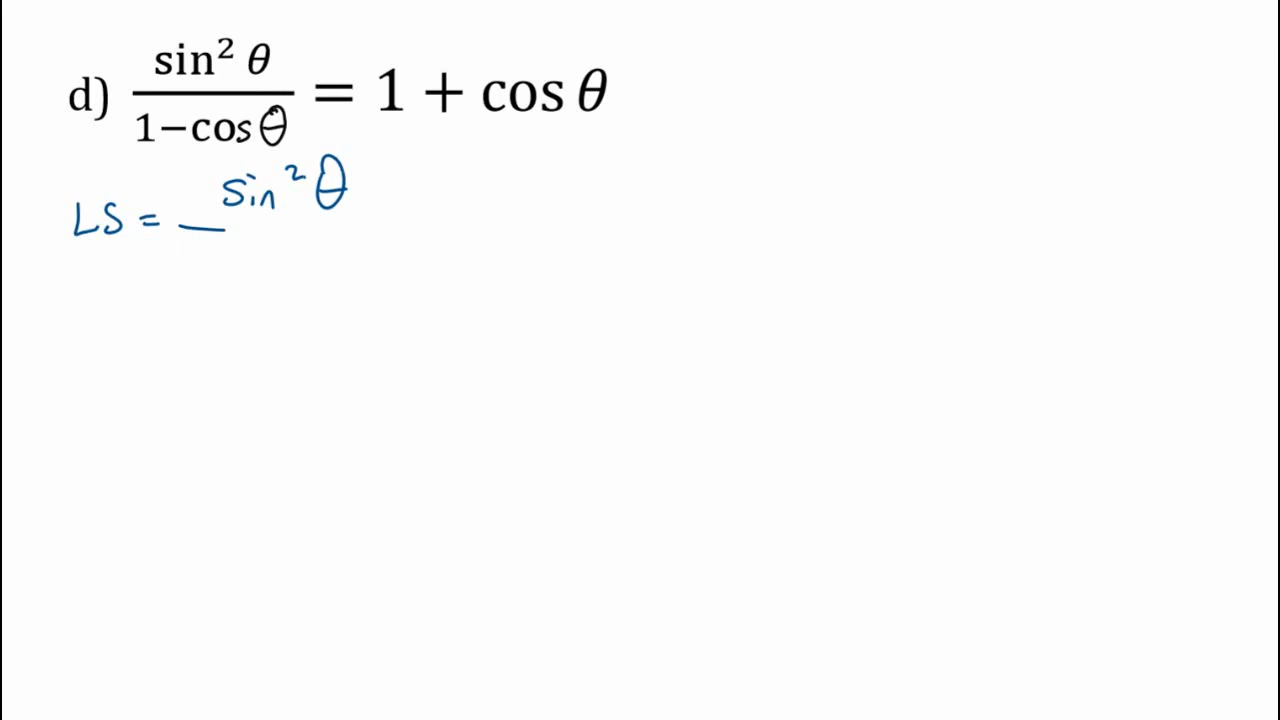 d) sin² θ / 1−cos θ = 1 + cos θ
LS = sin² θ